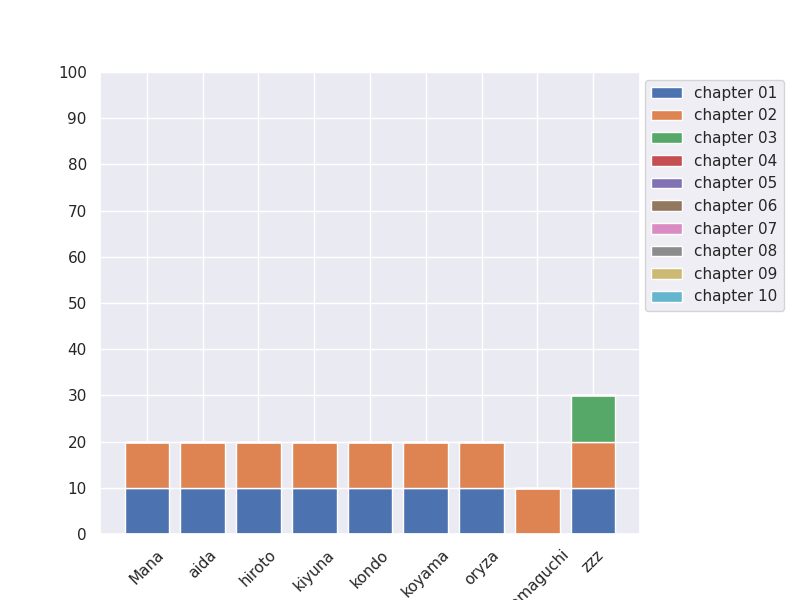 100
90
80
70
60
50
40
30
20
10
0
Mana
aida
hiroto
kiyuna
kondo
koyama
oryza
omaguchi
zzz
chapter 01
chapter 02
chapter 03
chapter 04
chapter 05
chapter 06
chapter 07
chapter 08
chapter 09
chapter 10